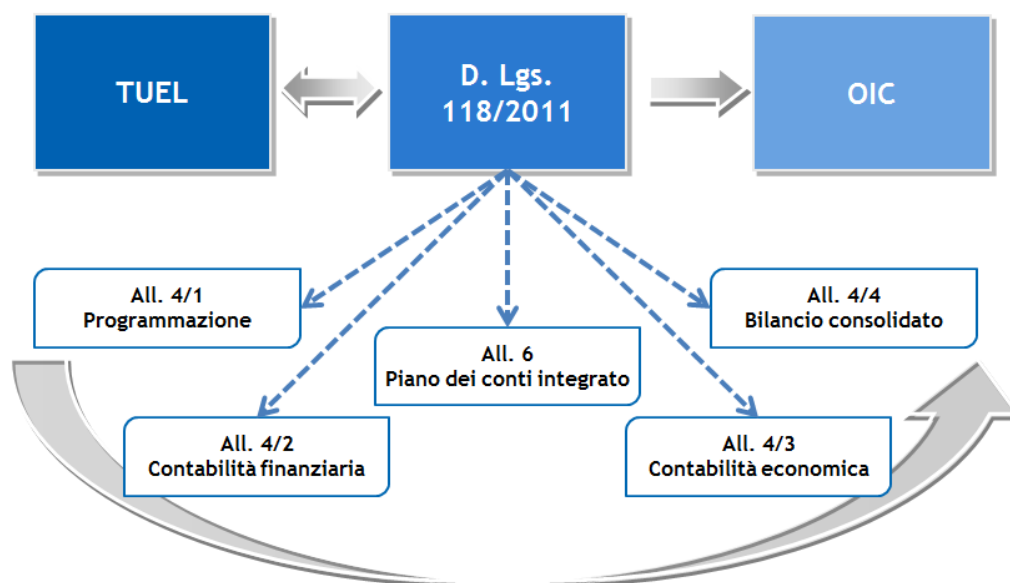 TUEL
D. Lgs.
118/2011
OIC
All. 4/1
Programmazione
All. 4/4
Bilancio consolidato
All. 6
Piano dei conti integrato
All. 4/2
Contabilità finanziaria
All. 4/3
Contabilità economica